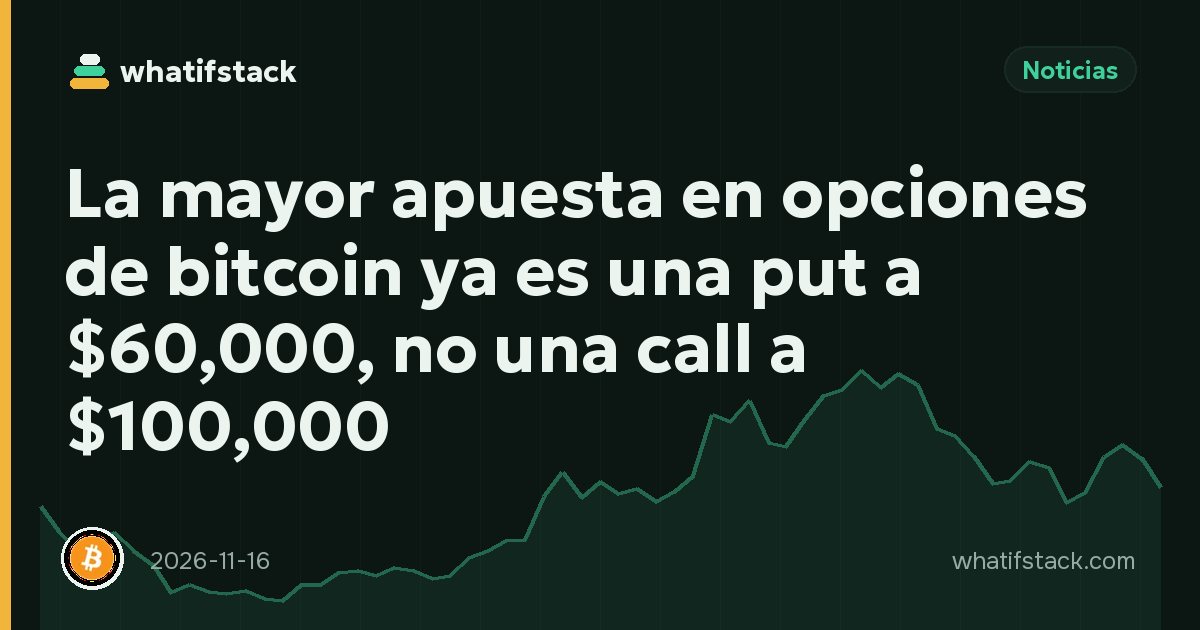 whatifstack
Noticias
La mayor apuesta en opciones
de bitcoin ya es una put a
$60,000, no una call a
$100,000
2026-11-16
whatifstack.com